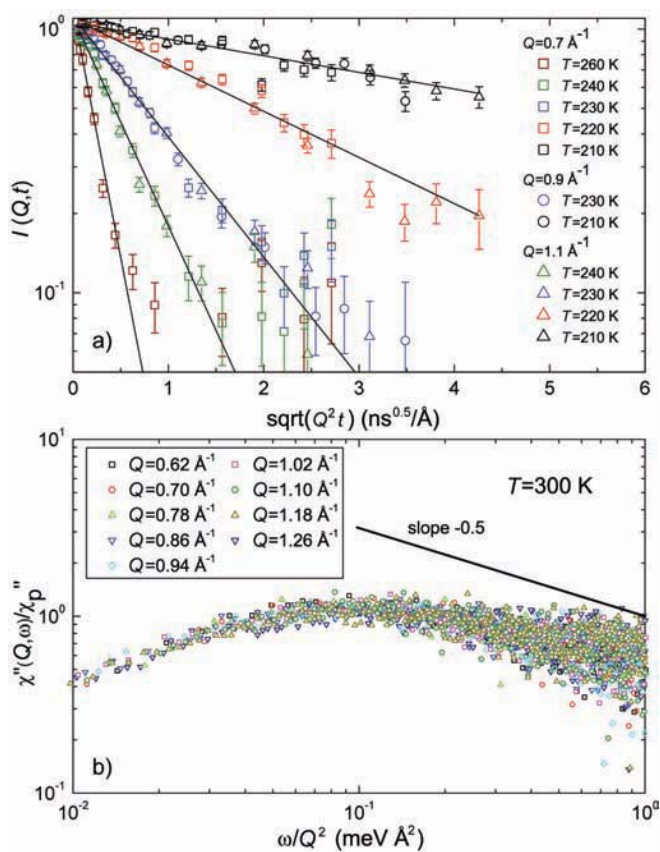 10⁰
10⁻¹
I (Q,t)
a)
Q=0.7 Å⁻¹
T=260 K
T=240 K
T=230 K
T=220 K
T=210 K
Q=0.9 Å⁻¹
T=230 K
T=210 K
Q=1.1 Å⁻¹
T=240 K
T=230 K
T=220 K
T=210 K
0 1 2 3 4 5 6
sqrt(Q²t) (ns⁰·⁵/Å)
10¹
10⁰
10⁻¹
χ"(Q,ω)/χₚ"
Q=0.62 Å⁻¹ Q=1.02 Å⁻¹
Q=0.70 Å⁻¹ Q=1.10 Å⁻¹
Q=0.78 Å⁻¹ Q=1.18 Å⁻¹
Q=0.86 Å⁻¹ Q=1.26 Å⁻¹
Q=0.94 Å⁻¹
T=300 K
slope -0.5
b)
10⁻² 10⁻¹ 10⁰
ω/Q² (meV Å²)